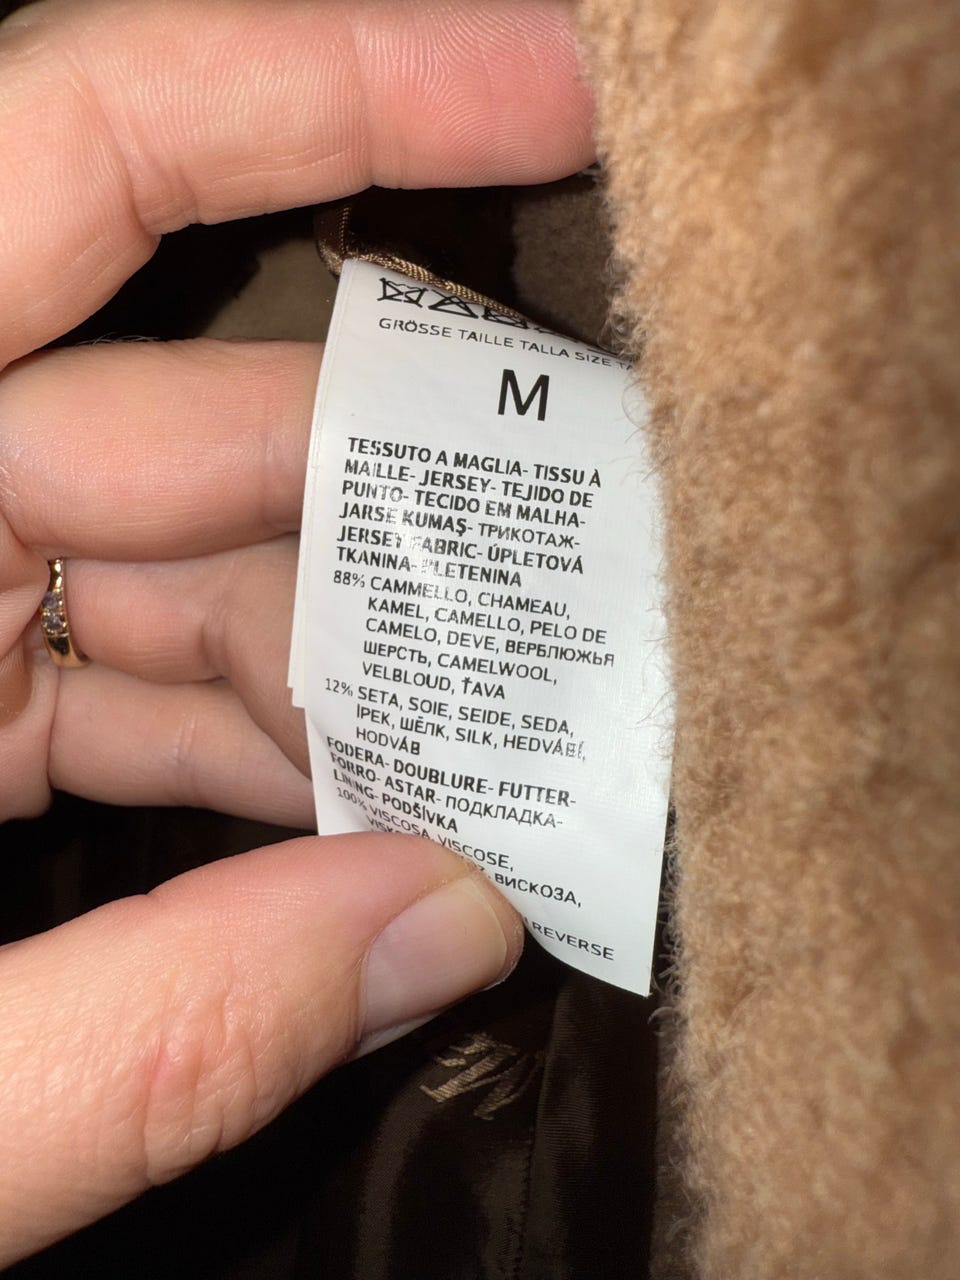 GRÖSSE TAILLE TALLA SIZE
M
TESSUTO A MAGLIA- TISSU À
MAILLE- JERSEY- TEJIDO DE
PUNTO- TECIDO EM MALHA-
JARSE KUMAŞ- ТРИКОТАЖ-
JERSEY FABRIC- ÚPLETOVÁ
TKANINA- PLETENINA
88% CAMMELLO, CHAMEAU,
KAMEL, CAMELLO, PELO DE
CAMELO, DEVE, ВЕРБЛЮЖЬЯ
ШЕРСТЬ, CAMELWOOL,
VELBLOUD, ŤAVA
12% SETA, SOIE, SEIDE, SEDA,
İPEK, ШЁЛК, SILK, HEDVÁBÍ,
HODVÁB
FODERA- DOUBLURE- FUTTER-
FORRO- ASTAR- ПОДКЛАДКА-
LINING- PODŠÍVKA
100% VISCOSA, VISCOSE,
ВИСКОЗА,
REVERSE